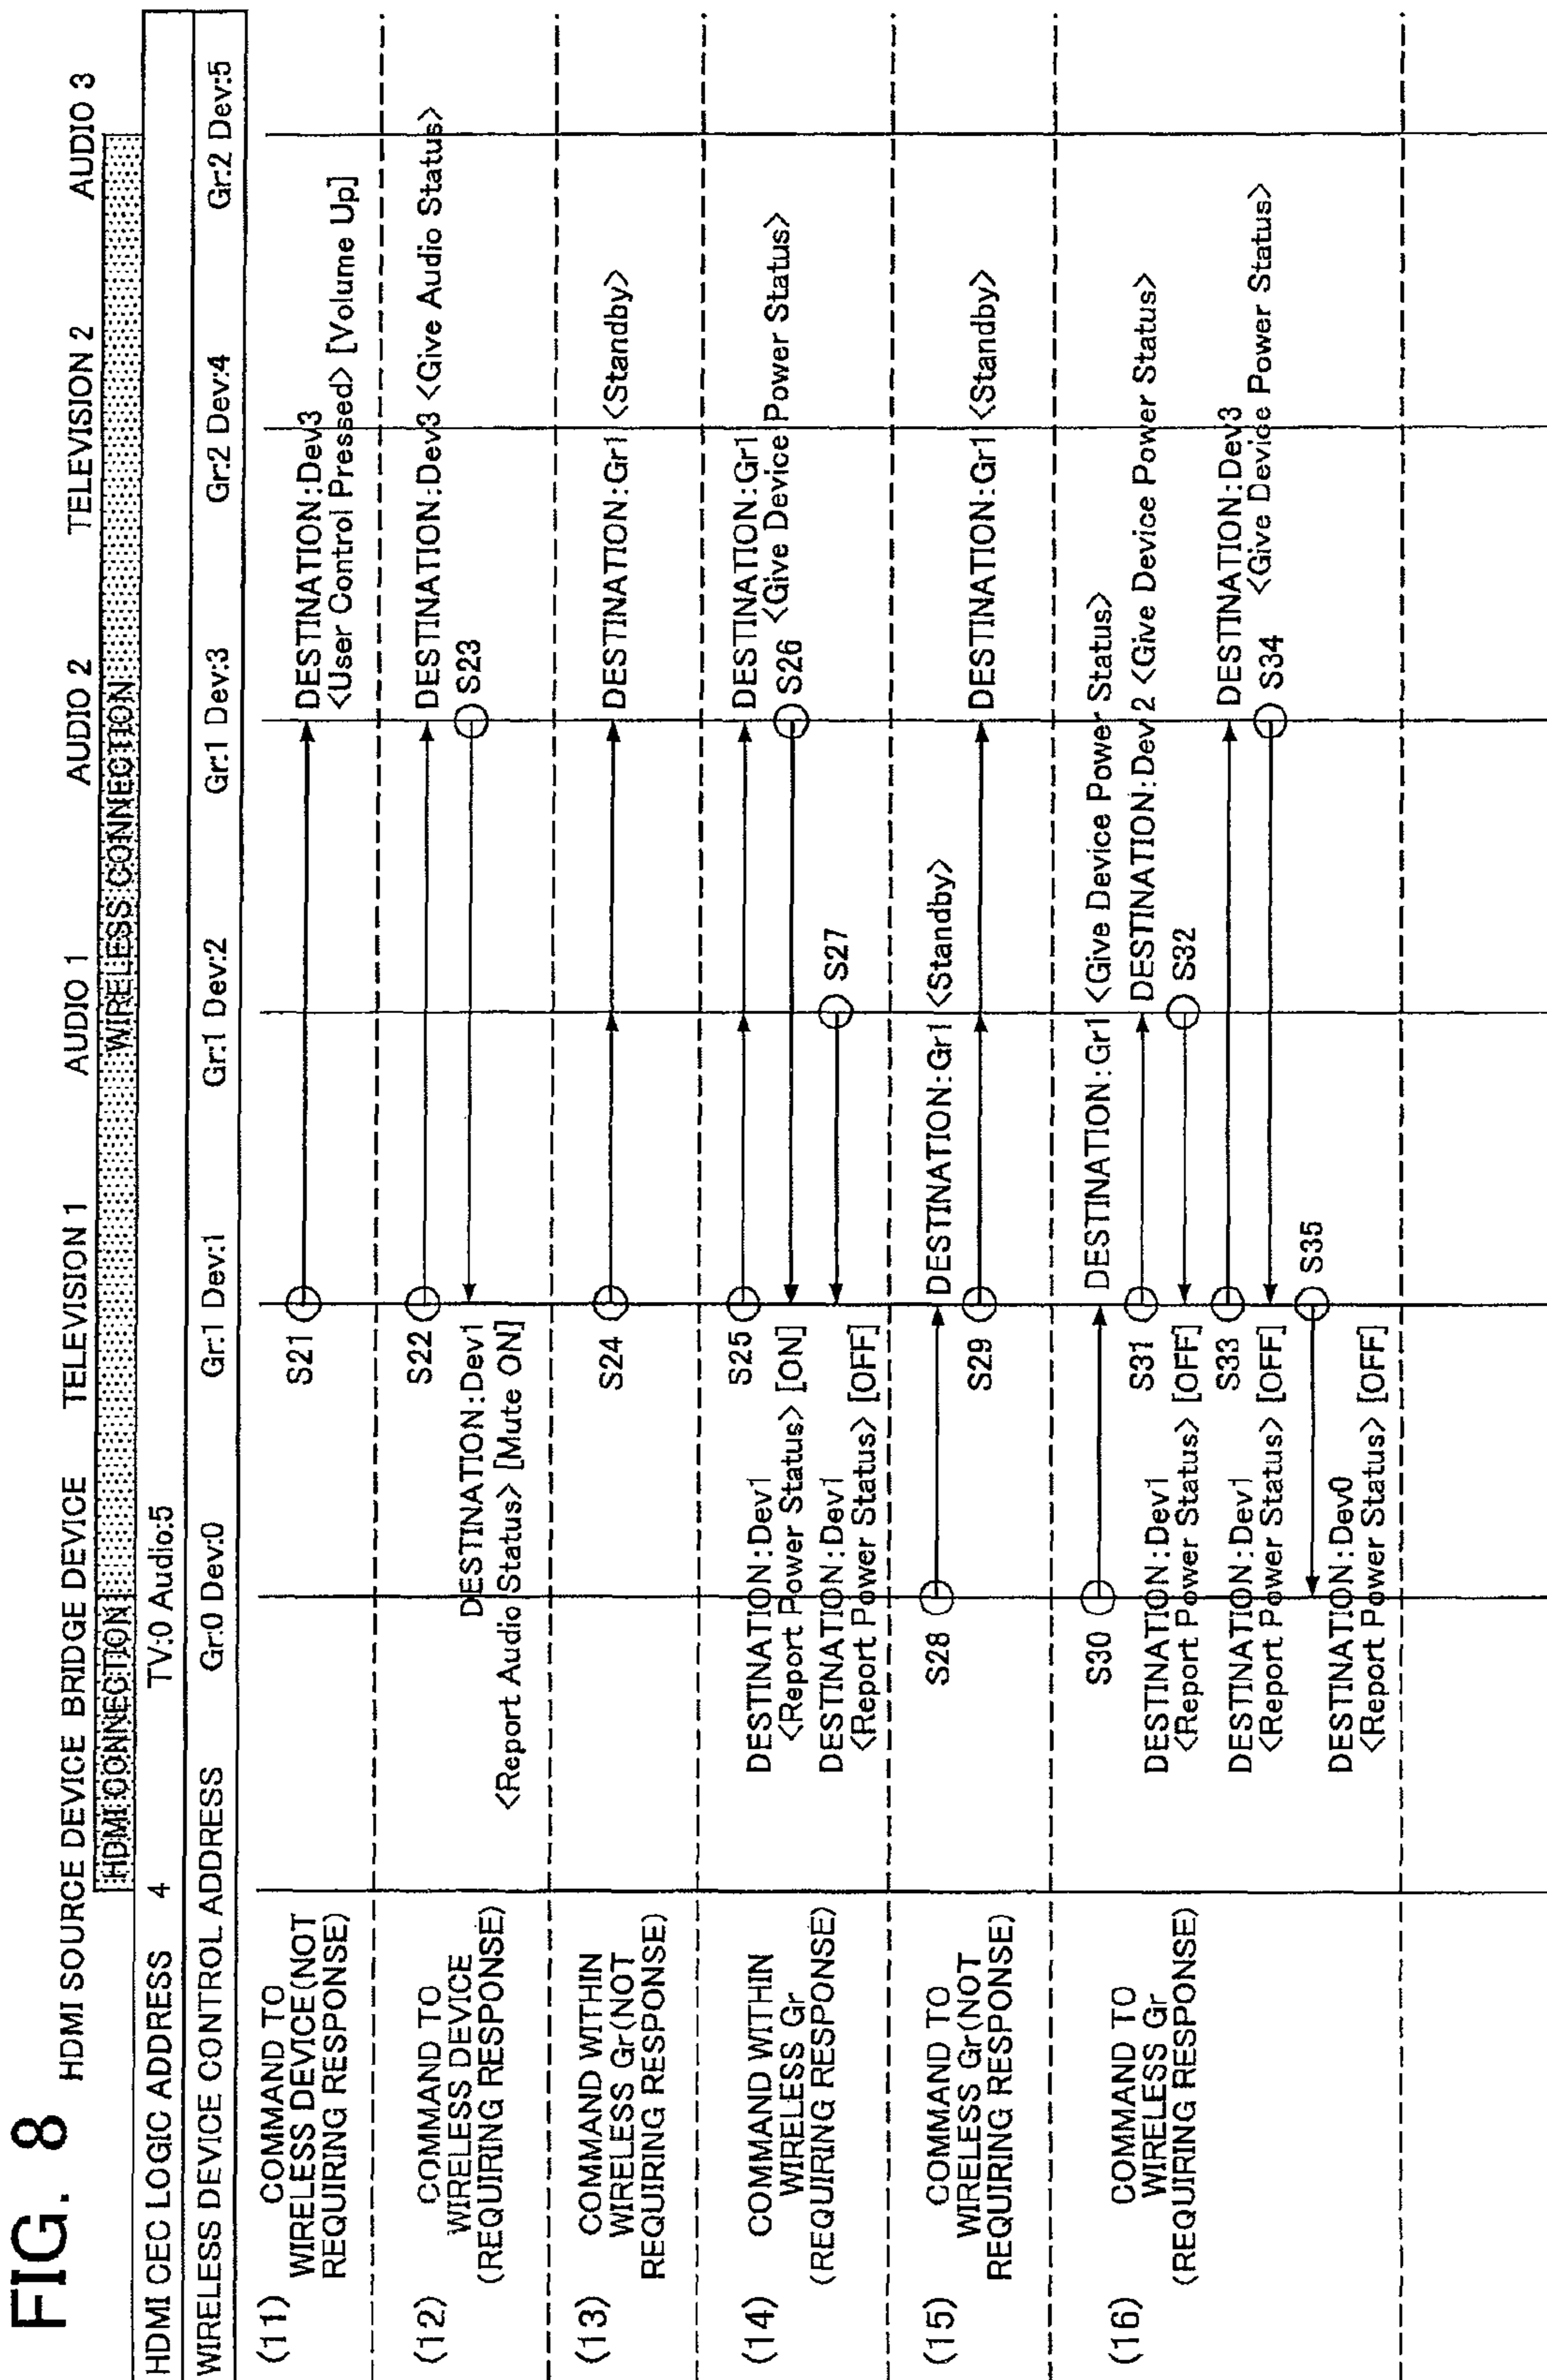 FIG. 8
HDMI SOURCE DEVICE BRIDGE DEVICE TELEVISION 1 AUDIO 1 AUDIO 2 TELEVISION 2 AUDIO 3
HDMI CONNECTION WIRELESS CONNECTION
HDMI CEC LOGIC ADDRESS 4 TV:0 Audio:5
WIRELESS DEVICE CONTROL ADDRESS Gr:0 Dev:0 Gr:1 Dev:1 Gr:1 Dev:2 Gr:1 Dev:3 Gr:2 Dev:4 Gr:2 Dev:5
(11) COMMAND TO
WIRELESS DEVICE(NOT
REQUIRING RESPONSE)
S21
DESTINATION:Dev3
<User Control Pressed> [Volume Up]
(12) COMMAND TO
WIRELESS DEVICE
(REQUIRING RESPONSE)
S22
DESTINATION:Dev3 <Give Audio Status>
S23
DESTINATION:Dev1
<Report Audio Status> [Mute ON]
(13) COMMAND WITHIN
WIRELESS Gr(NOT
REQUIRING RESPONSE)
S24
DESTINATION:Gr1 <Standby>
(14) COMMAND WITHIN
WIRELESS Gr
(REQUIRING RESPONSE)
S25
DESTINATION:Gr1
<Give Device Power Status>
S26
DESTINATION:Dev1
<Report Power Status> [ON]
S27
DESTINATION:Dev1
<Report Power Status> [OFF]
(15) COMMAND TO
WIRELESS Gr(NOT
REQUIRING RESPONSE)
S28
DESTINATION:Gr1 <Standby>
S29
DESTINATION:Gr1 <Standby>
(16) COMMAND TO
WIRELESS Gr
(REQUIRING RESPONSE)
S30
DESTINATION:Gr1 <Give Device Power Status>
S31
DESTINATION:Dev2 <Give Device Power Status>
S32
DESTINATION:Dev1
<Report Power Status> [OFF]
S33
DESTINATION:Dev3
<Give Device Power Status>
S34
DESTINATION:Dev1
<Report Power Status> [OFF]
S35
DESTINATION:Dev0
<Report Power Status> [OFF]